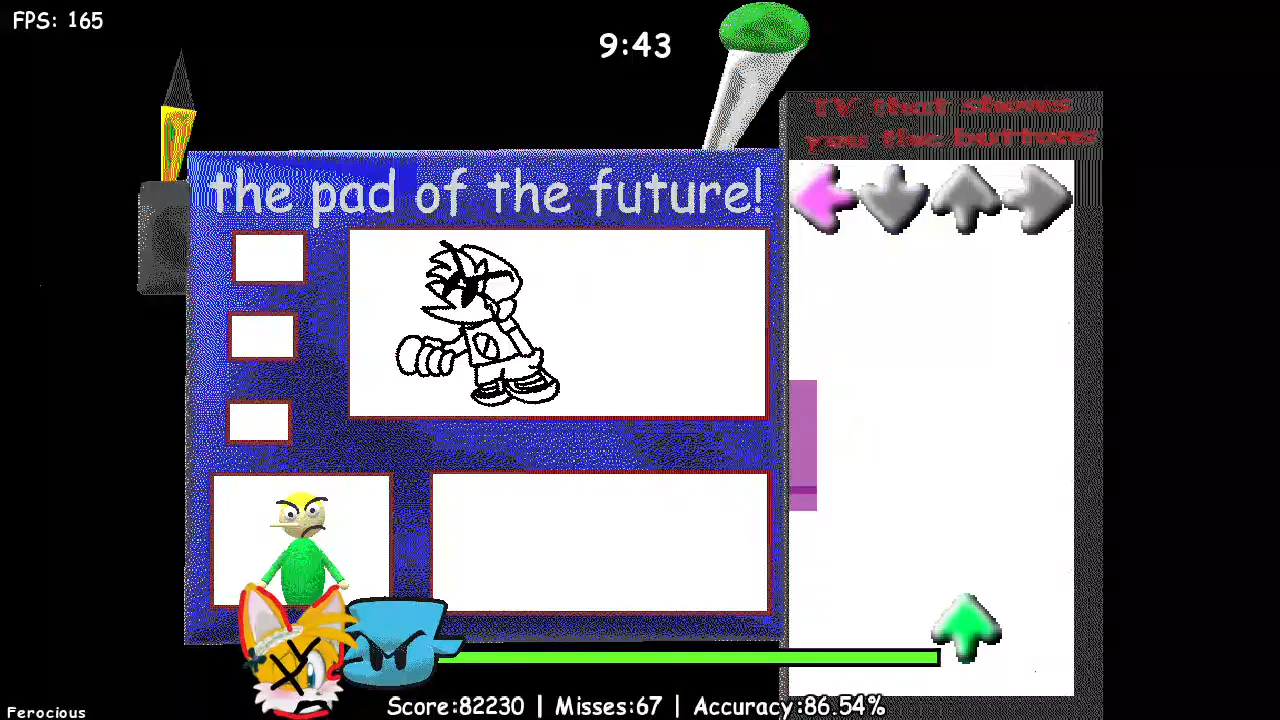 FPS: 165
9:43
TV that shows
you the buttons
the pad of the future!
Score:82230 | Misses:67 | Accuracy:86.54%
Ferocious